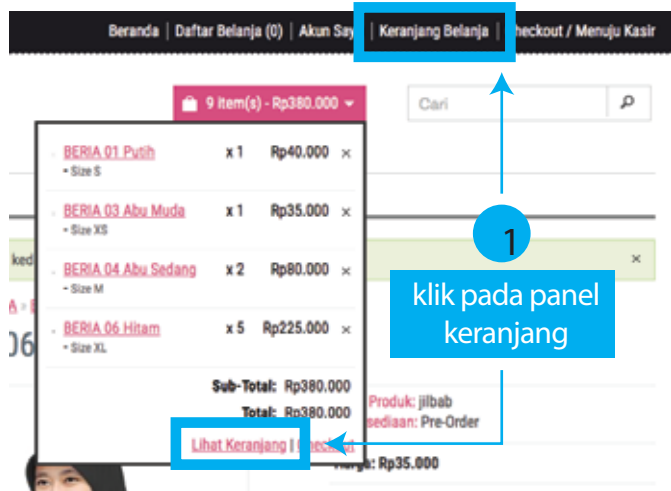 Beranda | Daftar Belanja (0) | Akun Say | Keranjang Belanja | heckout / Menuju Kasir
9 item(s) - Rp380.000
Cari
BERIA 01 Putih x 1 Rp40.000 ×
- Size S
BERIA 03 Abu Muda x 1 Rp35.000 ×
- Size XS
BERIA 04 Abu Sedang x 2 Rp80.000 ×
- Size M
BERIA 06 Hitam x 5 Rp225.000 ×
- Size XL
Sub-Total: Rp380.000
Total: Rp380.000
Lihat Keranjang |
ked
×
06
1
klik pada panel
keranjang
Produk: jilbab
sediaan: Pre-Order
a: Rp35.000